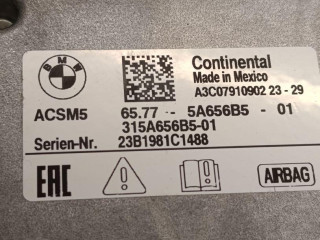 BMW
Continental
Made in Mexico
A3C07910902 23 - 29
ACSM5 65.77 - 5A656B5 - 01
315A656B5-01
Serien-Nr. 23B1981C1488
EAC AIRBAG